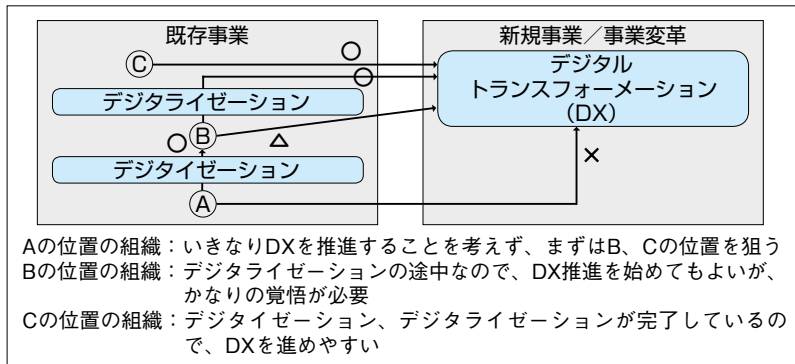 既存事業
新規事業／事業変革
C
○
デジタル
トランスフォーメーション
（DX）
○
デジタライゼーション
B
○
△
×
デジタイゼーション
A
Aの位置の組織：いきなりDXを推進することを考えず、まずはB、Cの位置を狙う
Bの位置の組織：デジタライゼーションの途中なので、DX推進を始めてもよいが、
かなりの覚悟が必要
Cの位置の組織：デジタイゼーション、デジタライゼーションが完了しているの
で、DXを進めやすい